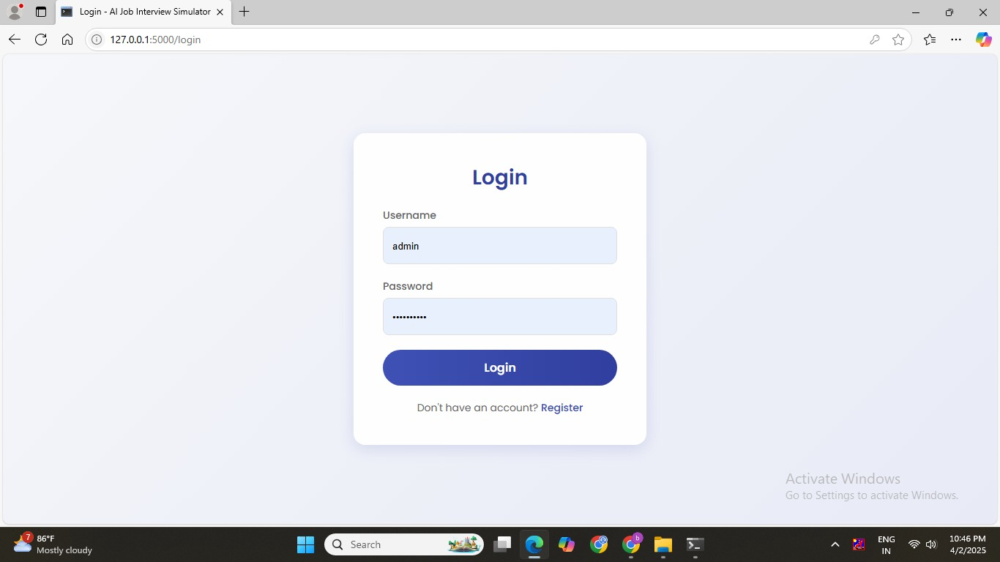 Login - AI Job Interview Simulator
127.0.0.1:5000/login
Login
Username
admin
Password
••••••••••
Login
Don't have an account? Register
Activate Windows
Go to Settings to activate Windows.
7
86°F
Mostly cloudy
Search
b
ENG
IN
10:46 PM
4/2/2025